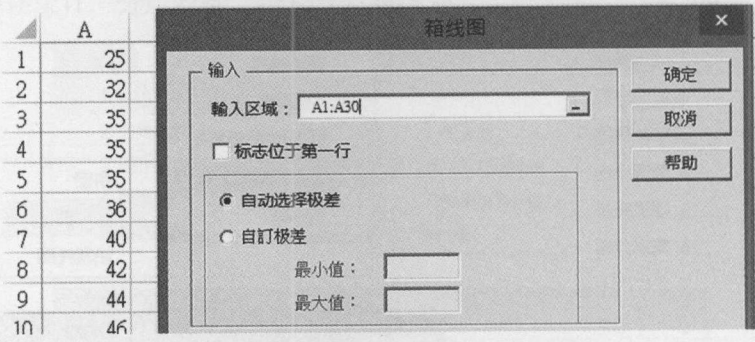 箱线图
×
A
1 25
2 32
3 35
4 35
5 35
6 36
7 40
8 42
9 44
10 46
输入
輸入区域： A1:A30
标志位于第一行
自动选择极差
自訂极差
最小值：
最大值：
确定
取消
帮助